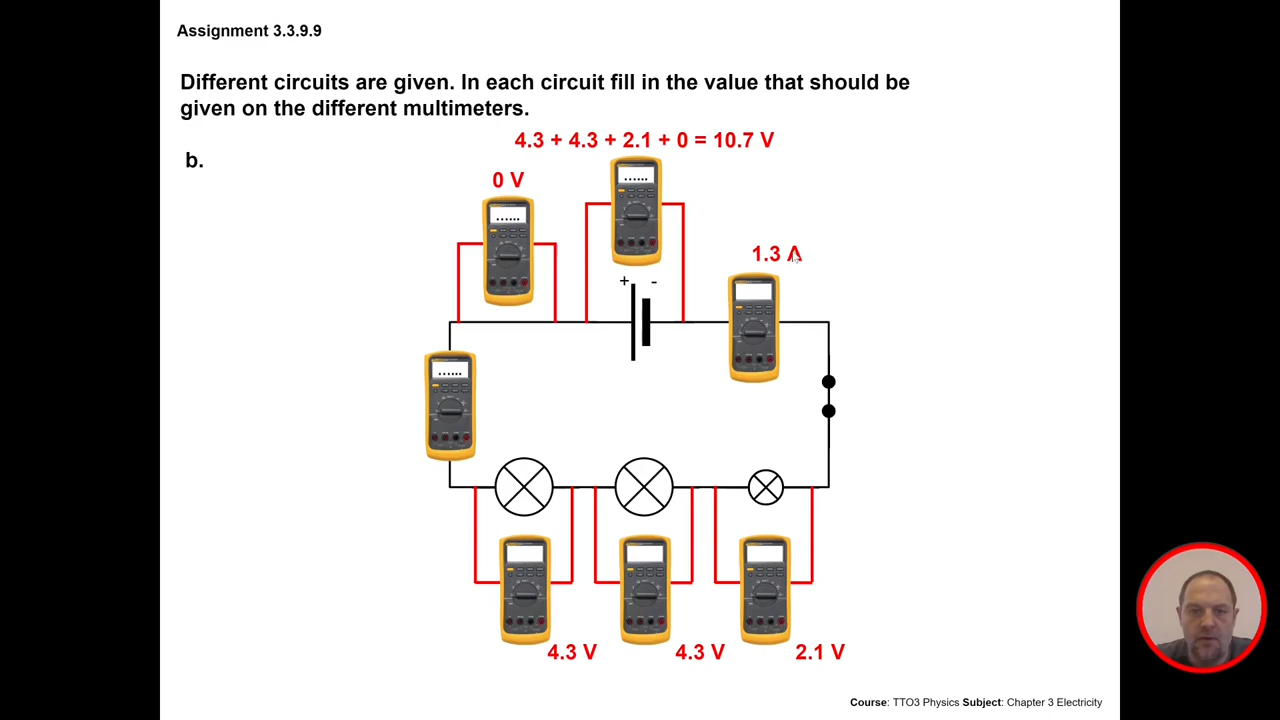 Assignment 3.3.9.9
Different circuits are given. In each circuit fill in the value that should be
given on the different multimeters.
b.
4.3 + 4.3 + 2.1 + 0 = 10.7 V
0 V
1.3 A
+ -
4.3 V
4.3 V
2.1 V
Course: TTO3 Physics Subject: Chapter 3 Electricity